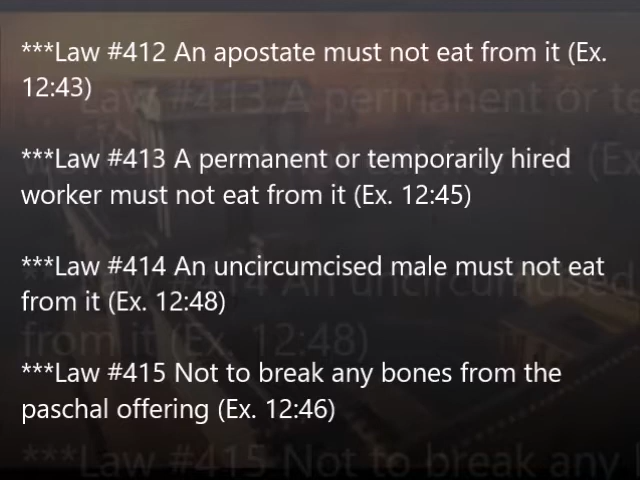 ***Law #412 An apostate must not eat from it (Ex.
12:43)
***Law #413 A permanent or temporarily hired
worker must not eat from it (Ex. 12:45)
***Law #414 An uncircumcised male must not eat
from it (Ex. 12:48)
***Law #415 Not to break any bones from the
paschal offering (Ex. 12:46)